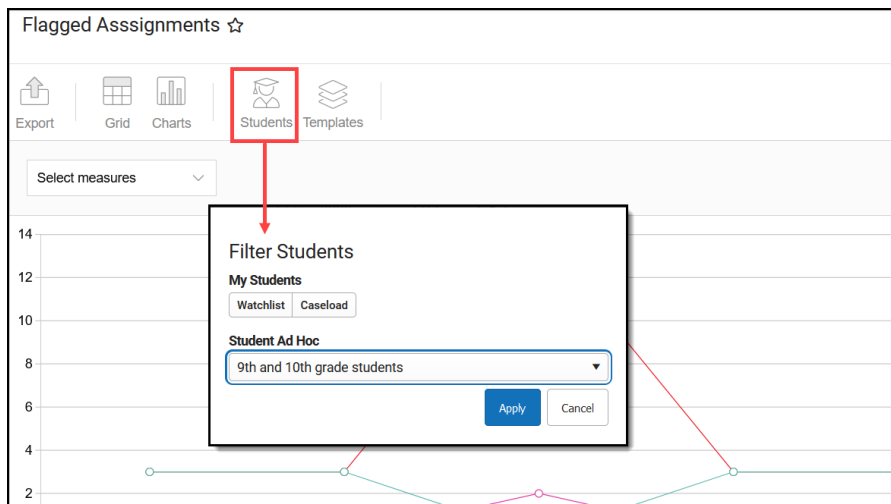 Flagged Asssignments
Export Grid Charts Students Templates
Select measures
14
12
10
8
6
4
2
Filter Students
My Students
Watchlist Caseload
Student Ad Hoc
9th and 10th grade students
Apply Cancel